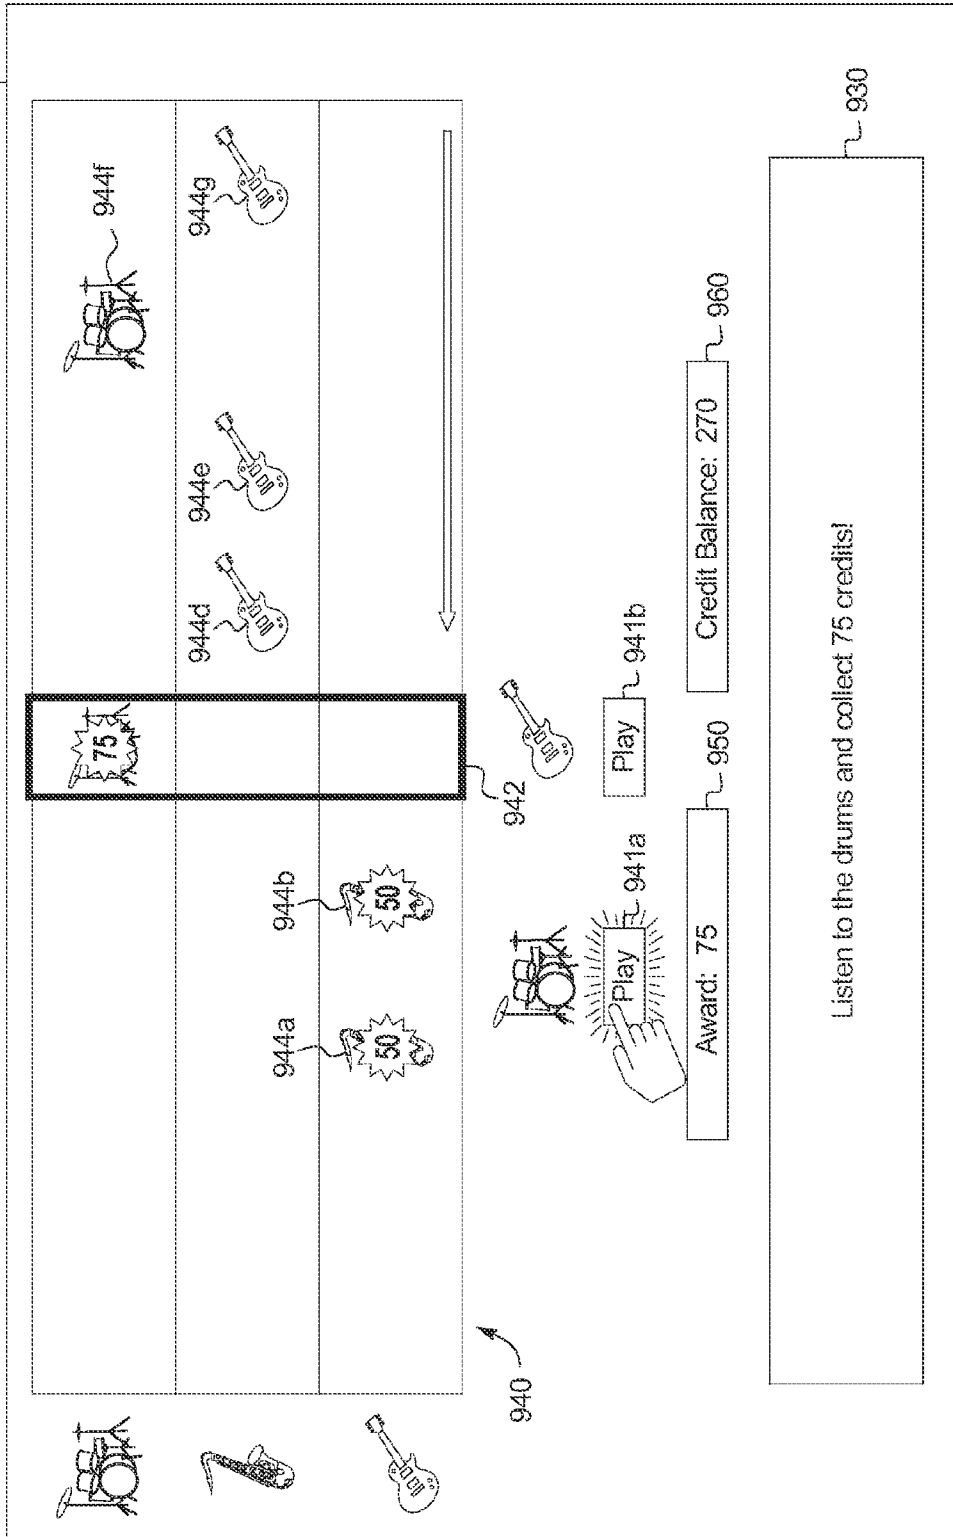 944f
944g
944e
944d
75
944b
50
944a
50
942
940
Play
941a
Play
941b
Award: 75
950
Credit Balance: 270
960
Listen to the drums and collect 75 credits!
930